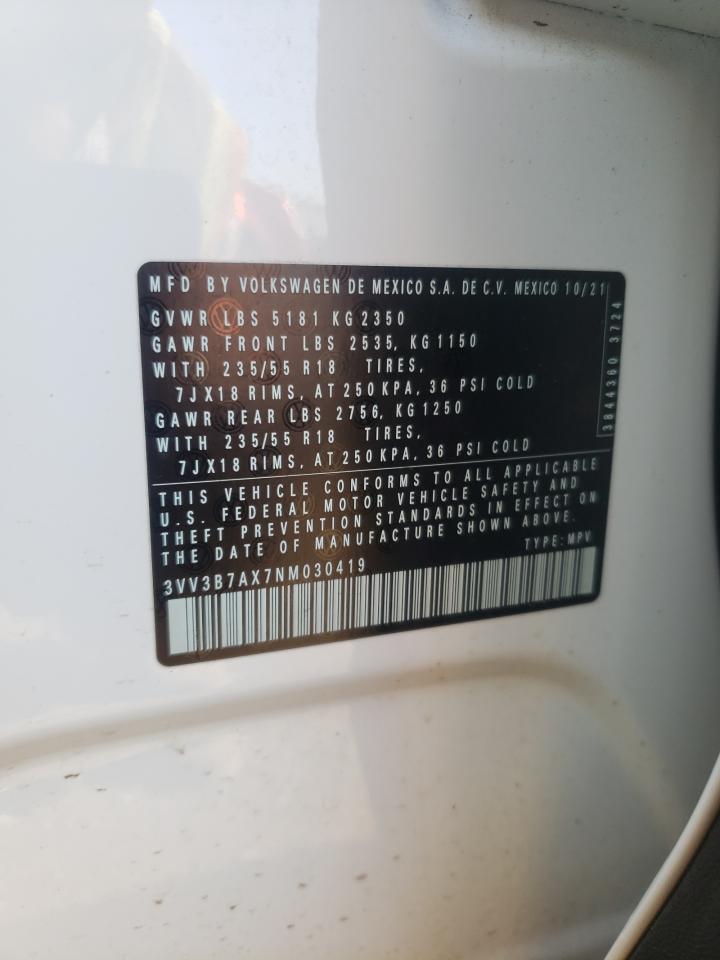 MFD BY VOLKSWAGEN DE MEXICO S.A. DE C.V. MEXICO 10/21
GVWR LBS 5181 KG 2350
GAWR FRONT LBS 2535, KG 1150
WITH 235/55 R18 TIRES,
7JX18 RIMS, AT 250 KPA, 36 PSI COLD
GAWR REAR LBS 2756, KG 1250
WITH 235/55 R18 TIRES,
7JX18 RIMS, AT 250 KPA, 36 PSI COLD
3844360 3724
THIS VEHICLE CONFORMS TO ALL APPLICABLE
U.S. FEDERAL MOTOR VEHICLE SAFETY AND
THEFT PREVENTION STANDARDS IN EFFECT ON
THE DATE OF MANUFACTURE SHOWN ABOVE.
TYPE: MPV
3VV3B7AX7NM030419